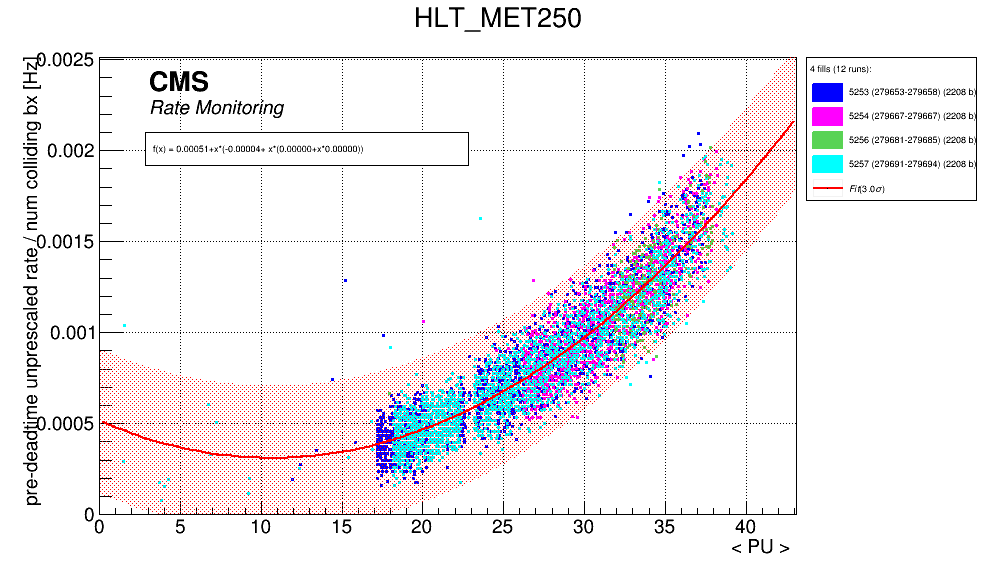 HLT_MET250
pre-deadtime unprescaled rate / num colliding bx [Hz]
0.0025
0.002
0.0015
0.001
0.0005
0
CMS
Rate Monitoring
f(x) = 0.00051+x*(-0.00004+ x*(0.00000+x*0.00000))
4 fills (12 runs):
5253 (279653-279658) (2208 b)
5254 (279667-279667) (2208 b)
5256 (279681-279685) (2208 b)
5257 (279691-279694) (2208 b)
Fit(3.0σ)
0 5 10 15 20 25 30 35 40
< PU >